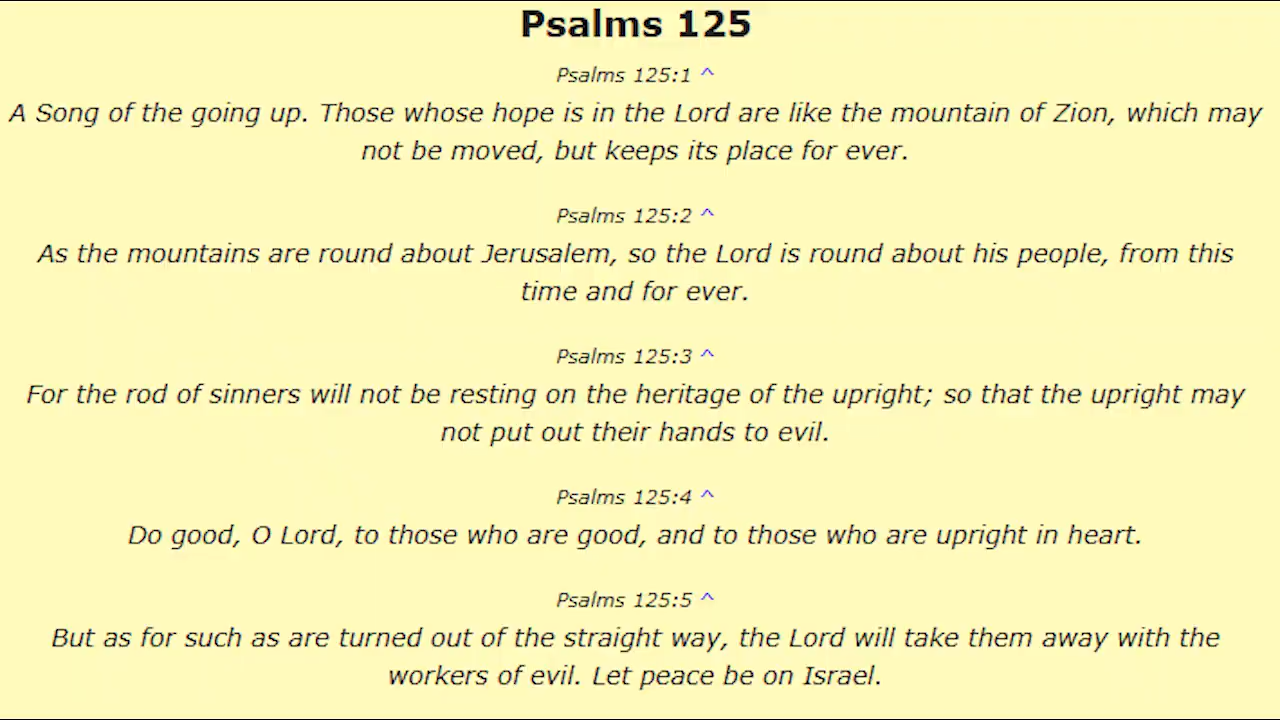 Psalms 125
Psalms 125:1 ^
A Song of the going up. Those whose hope is in the Lord are like the mountain of Zion, which may
not be moved, but keeps its place for ever.
Psalms 125:2 ^
As the mountains are round about Jerusalem, so the Lord is round about his people, from this
time and for ever.
Psalms 125:3 ^
For the rod of sinners will not be resting on the heritage of the upright; so that the upright may
not put out their hands to evil.
Psalms 125:4 ^
Do good, O Lord, to those who are good, and to those who are upright in heart.
Psalms 125:5 ^
But as for such as are turned out of the straight way, the Lord will take them away with the
workers of evil. Let peace be on Israel.